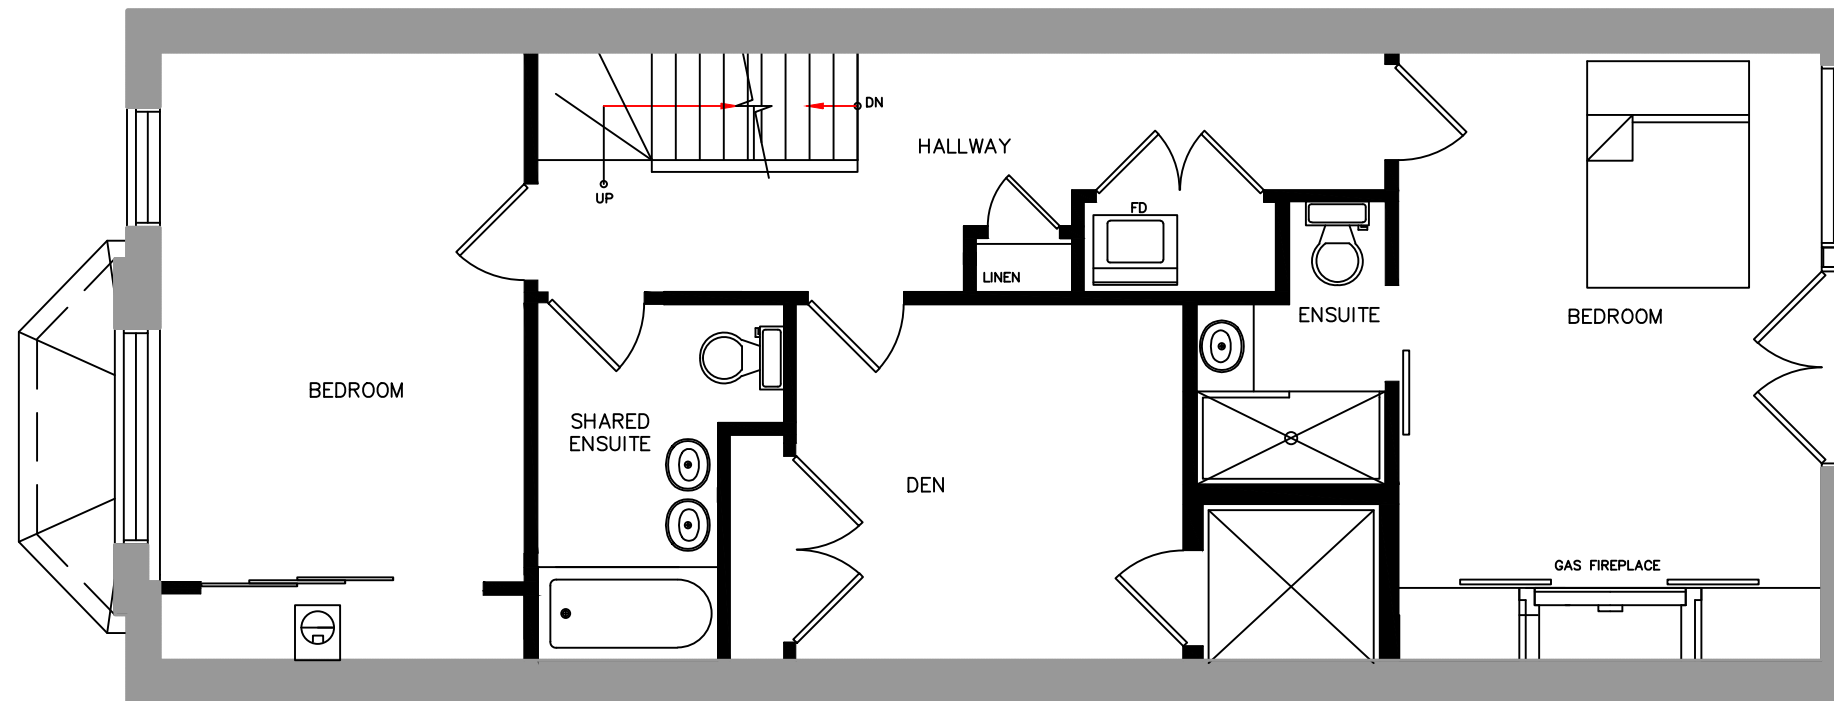 DN
HALLWAY
UP
FD
LINEN
ENSUITE
BEDROOM
BEDROOM
SHARED
ENSUITE
DEN
GAS FIREPLACE